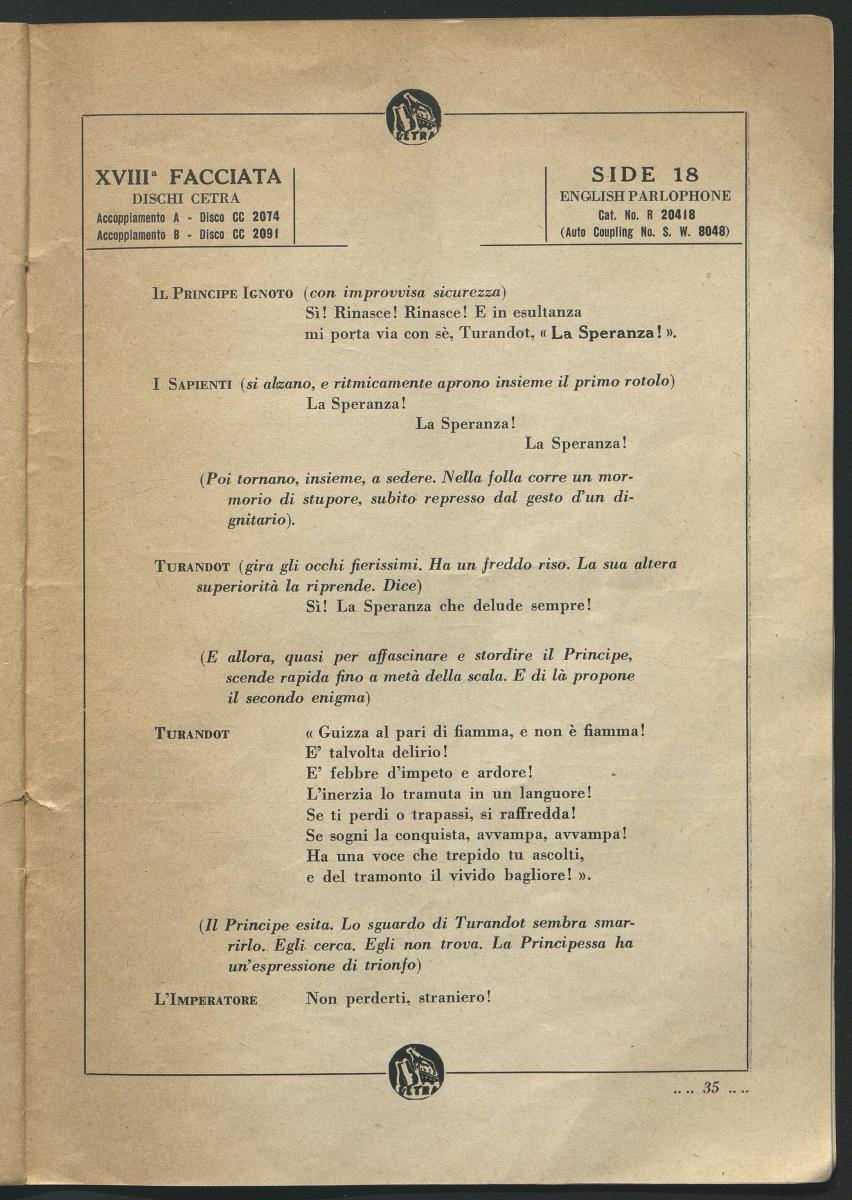 CETRA
XVIIIª FACCIATA
DISCHI CETRA
Accoppiamento A - Disco CC 2074
Accoppiamento B - Disco CC 2091
SIDE 18
ENGLISH PARLOPHONE
Cat. No. R 20418
(Auto Coupling No. S. W. 8048)
IL PRINCIPE IGNOTO (con improvvisa sicurezza)
Sì! Rinasce! Rinasce! E in esultanza
mi porta via con sè, Turandot, « La Speranza! ».
I SAPIENTI (si alzano, e ritmicamente aprono insieme il primo rotolo)
La Speranza!
La Speranza!
La Speranza!
(Poi tornano, insieme, a sedere. Nella folla corre un mor-
morio di stupore, subito represso dal gesto d'un di-
gnitario).
TURANDOT (gira gli occhi fierissimi. Ha un freddo riso. La sua altera
superiorità la riprende. Dice)
Sì! La Speranza che delude sempre!
(E allora, quasi per affascinare e stordire il Principe,
scende rapida fino a metà della scala. E di là propone
il secondo enigma)
TURANDOT « Guizza al pari di fiamma, e non è fiamma!
E' talvolta delirio!
E' febbre d'impeto e ardore!
L'inerzia lo tramuta in un languore!
Se ti perdi o trapassi, si raffredda!
Se sogni la conquista, avvampa, avvampa!
Ha una voce che trepido tu ascolti,
e del tramonto il vivido bagliore! ».
(Il Principe esita. Lo sguardo di Turandot sembra smar-
rirlo. Egli cerca. Egli non trova. La Principessa ha
un'espressione di trionfo)
L'IMPERATORE Non perderti, straniero!
CETRA
.. .. 35 .. ..